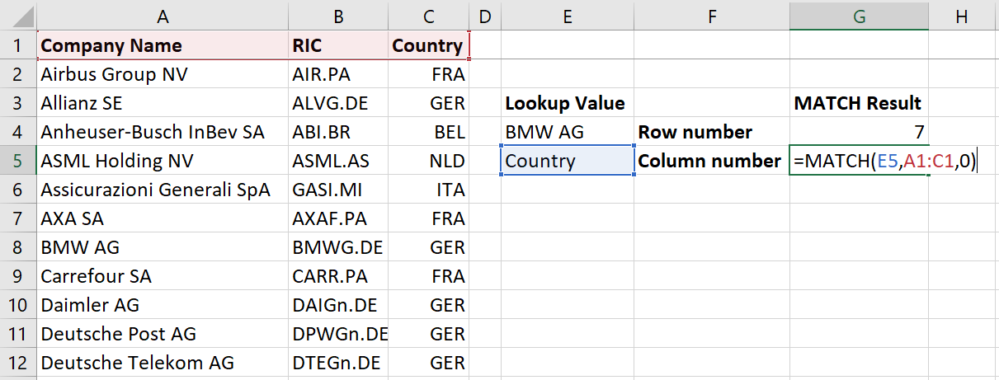 A B C D E F G H
1 Company Name RIC Country
2 Airbus Group NV AIR.PA FRA
3 Allianz SE ALVG.DE GER Lookup Value MATCH Result
4 Anheuser-Busch InBev SA ABI.BR BEL BMW AG Row number 7
5 ASML Holding NV ASML.AS NLD Country Column number =MATCH(E5,A1:C1,0)
6 Assicurazioni Generali SpA GASI.MI ITA
7 AXA SA AXAF.PA FRA
8 BMW AG BMWG.DE GER
9 Carrefour SA CARR.PA FRA
10 Daimler AG DAIGn.DE GER
11 Deutsche Post AG DPWGn.DE GER
12 Deutsche Telekom AG DTEGn.DE GER